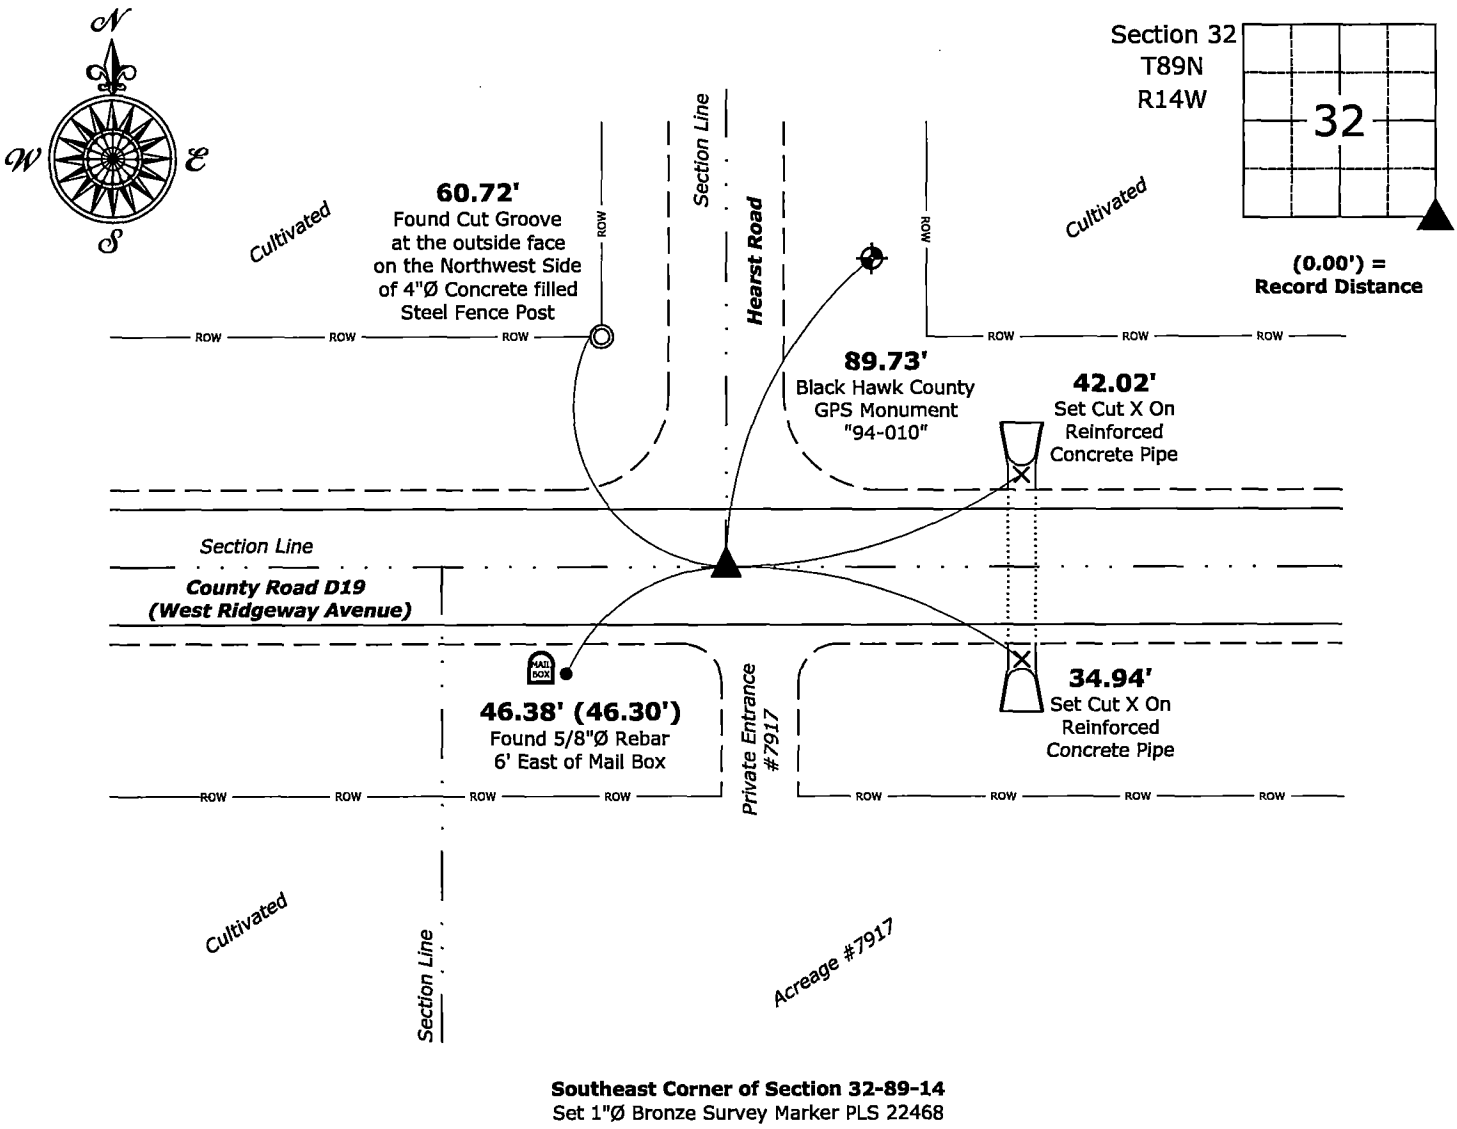 N
W
E
S
Section 32
T89N
R14W
32
(0.00') =
Record Distance
Cultivated
60.72'
Found Cut Groove
at the outside face
on the Northwest Side
of 4"Ø Concrete filled
Steel Fence Post
ROW
Section Line
Hearst Road
ROW
Cultivated
ROW ROW ROW
ROW ROW ROW
89.73'
Black Hawk County
GPS Monument
"94-010"
42.02'
Set Cut X On
Reinforced
Concrete Pipe
Section Line
County Road D19
(West Ridgeway Avenue)
MAIL
BOX
46.38' (46.30')
Found 5/8"Ø Rebar
6' East of Mail Box
Private Entrance
#7917
34.94'
Set Cut X On
Reinforced
Concrete Pipe
ROW ROW ROW ROW
ROW ROW ROW ROW
Cultivated
Section Line
Acreage #7917
Southeast Corner of Section 32-89-14
Set 1"Ø Bronze Survey Marker PLS 22468